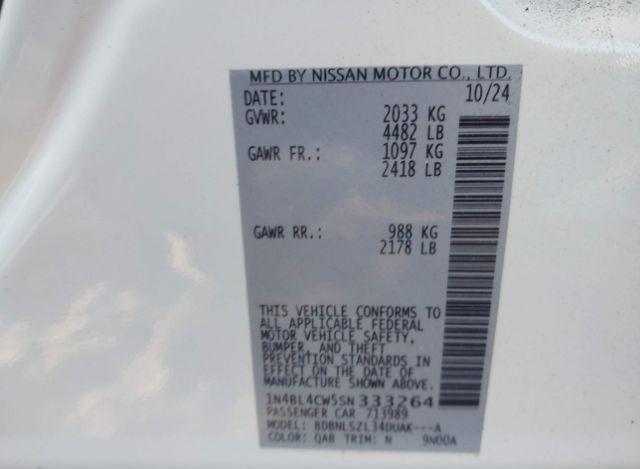 MFD BY NISSAN MOTOR CO., LTD.
DATE: 10/24
GVWR: 2033 KG
4482 LB
GAWR FR.: 1097 KG
2418 LB
GAWR RR.: 988 KG
2178 LB
THIS VEHICLE CONFORMS TO
ALL APPLICABLE FEDERAL
MOTOR VEHICLE SAFETY,
BUMPER, AND THEFT
PREVENTION STANDARDS IN
EFFECT ON THE DATE OF
MANUFACTURE SHOWN ABOVE.
1N4BL4CW5SN333264
PASSENGER CAR 713989
MODEL: BDBNLSZL34DUAK---A
COLOR: QAB TRIM: N 9N00A